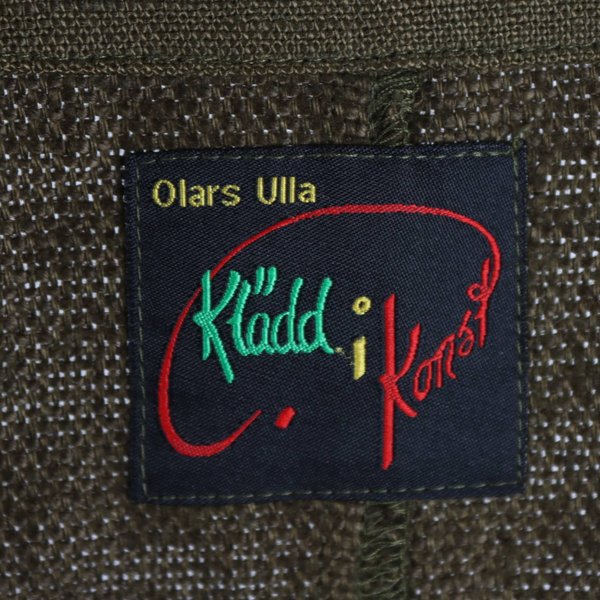 Olars Ulla
Klädd i Konst